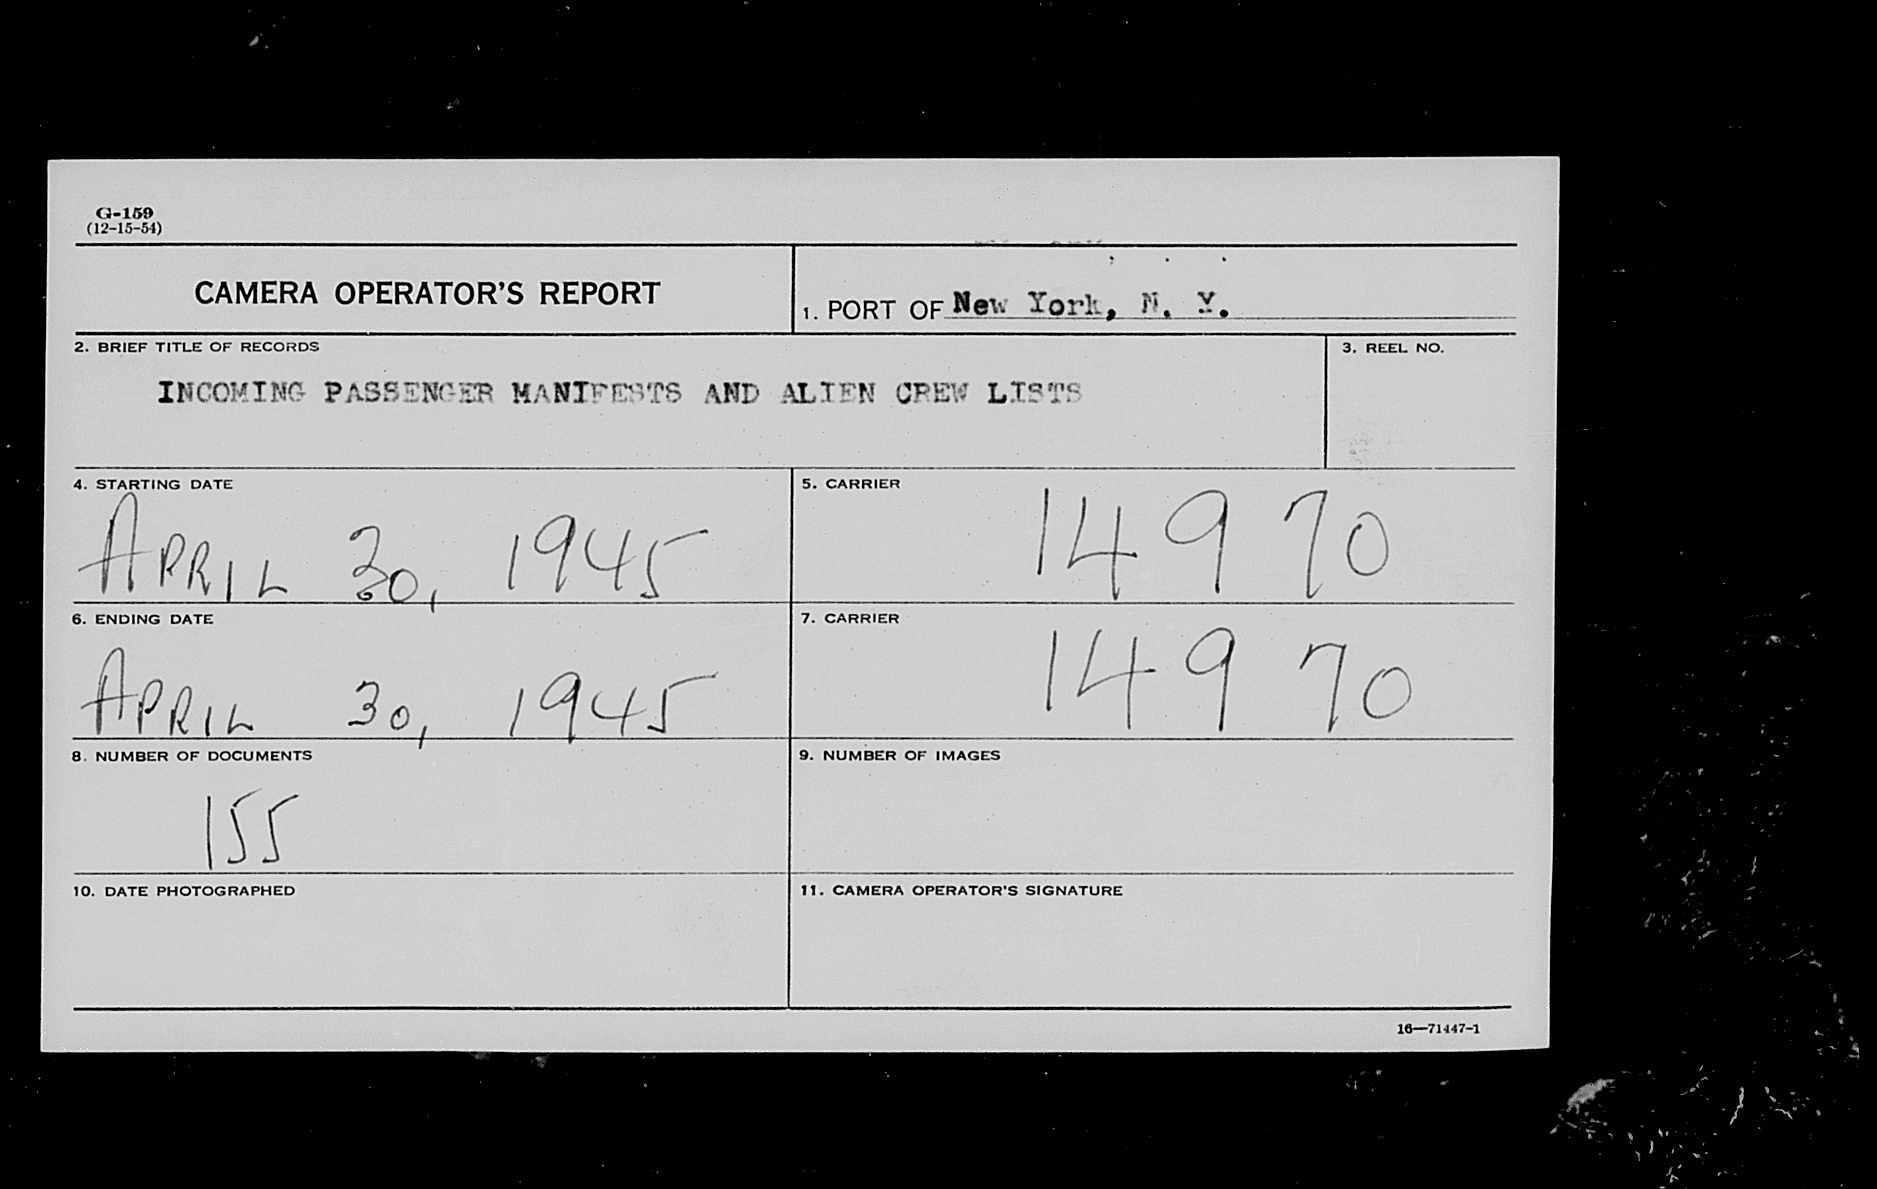 G-159
(12-15-54)
CAMERA OPERATOR'S REPORT
1. PORT OF New York, N. Y.
2. BRIEF TITLE OF RECORDS
3. REEL NO.
INCOMING PASSENGER MANIFESTS AND ALIEN CREW LISTS
4. STARTING DATE
APRIL 30, 1945
5. CARRIER
14970
6. ENDING DATE
APRIL 30, 1945
7. CARRIER
14970
8. NUMBER OF DOCUMENTS
155
9. NUMBER OF IMAGES
10. DATE PHOTOGRAPHED
11. CAMERA OPERATOR'S SIGNATURE
16—71447-1